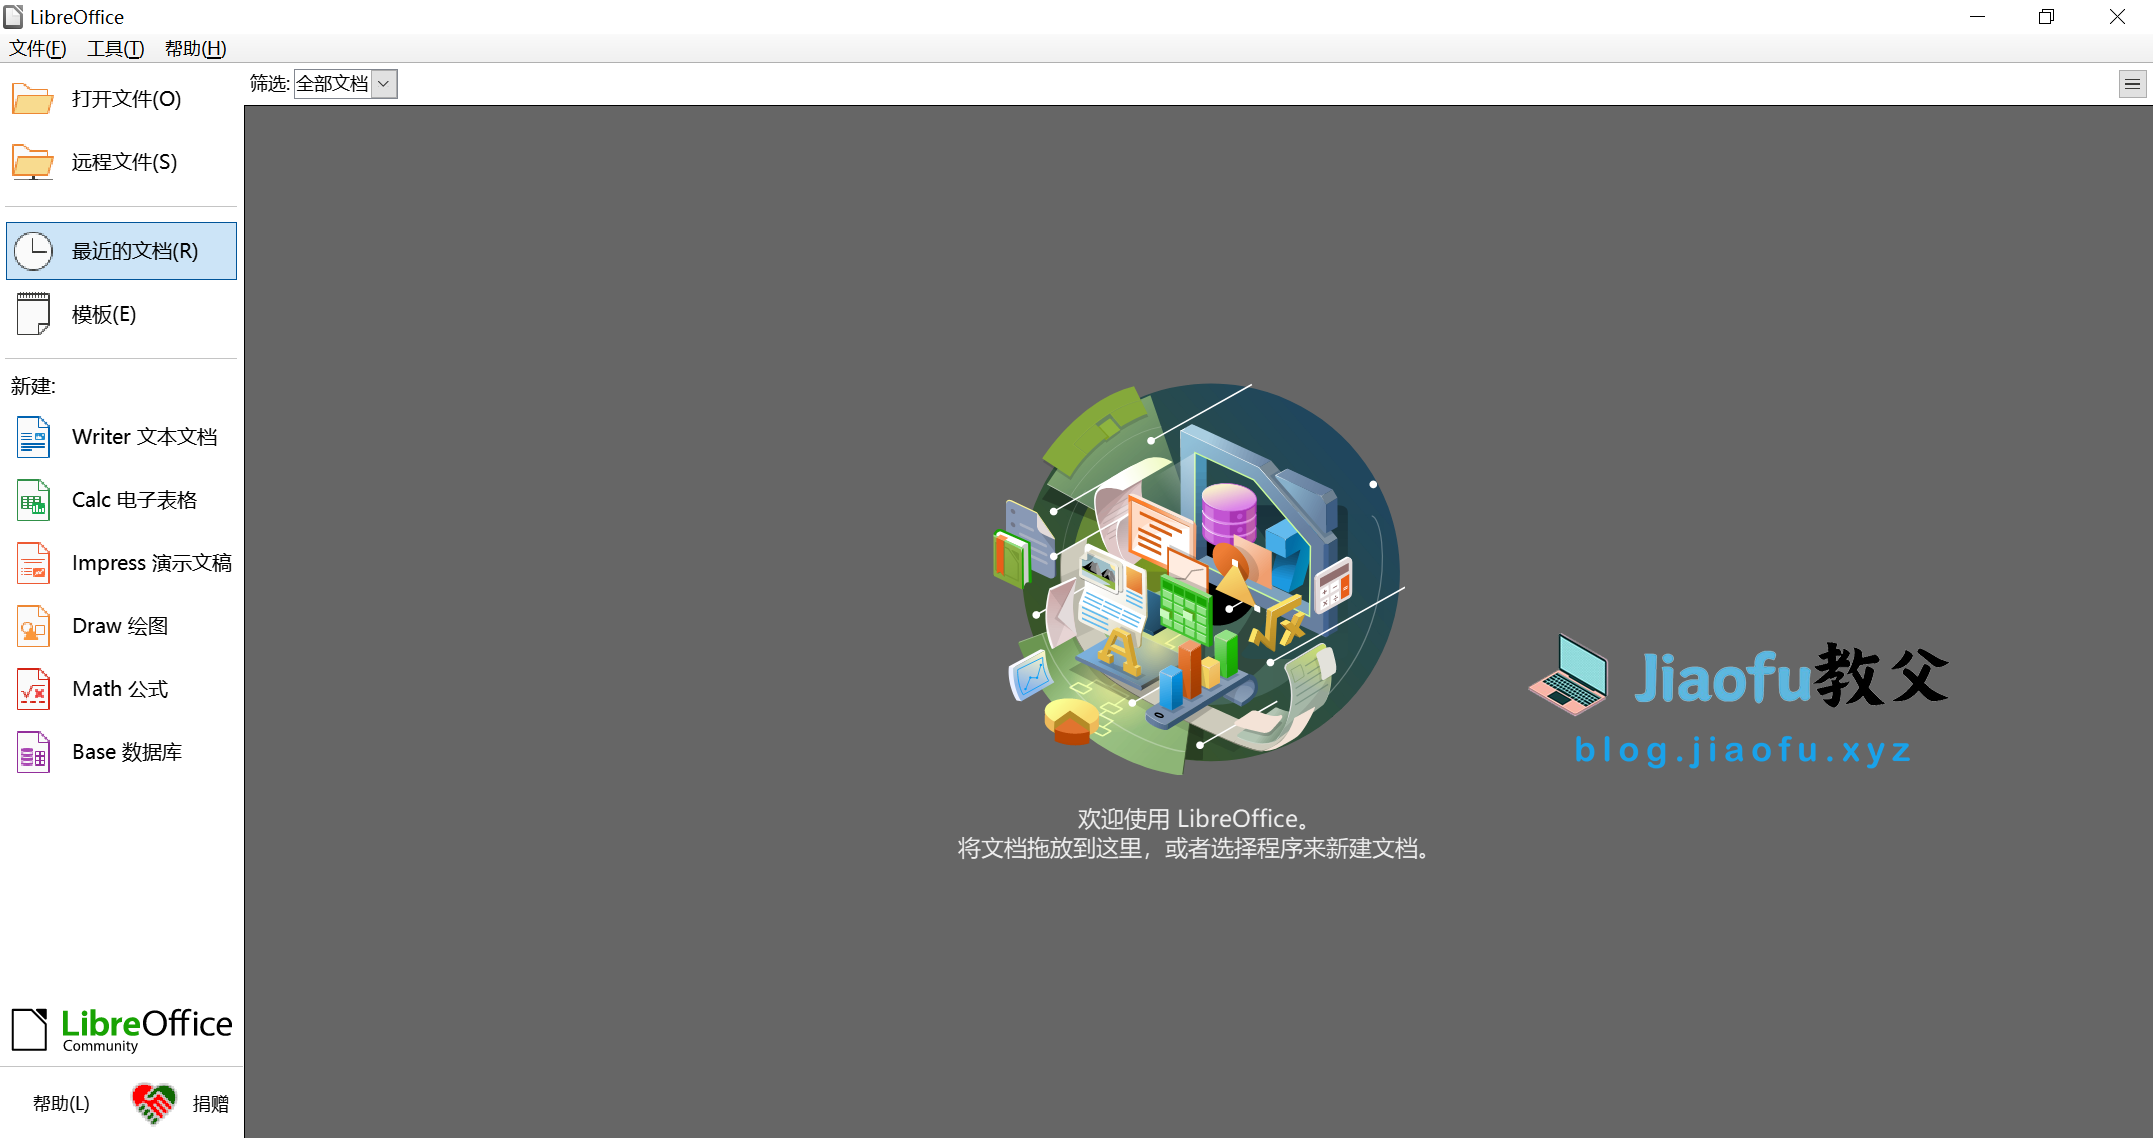 LibreOffice
文件(F) 工具(T) 帮助(H)
打开文件(O)
远程文件(S)
最近的文档(R)
模板(E)
新建:
Writer 文本文档
Calc 电子表格
Impress 演示文稿
Draw 绘图
Math 公式
Base 数据库
LibreOffice
Community
帮助(L) 捐赠
筛选: 全部文档
欢迎使用 LibreOffice。
将文档拖放到这里，或者选择程序来新建文档。
Jiaofu教父
blog.jiaofu.xyz